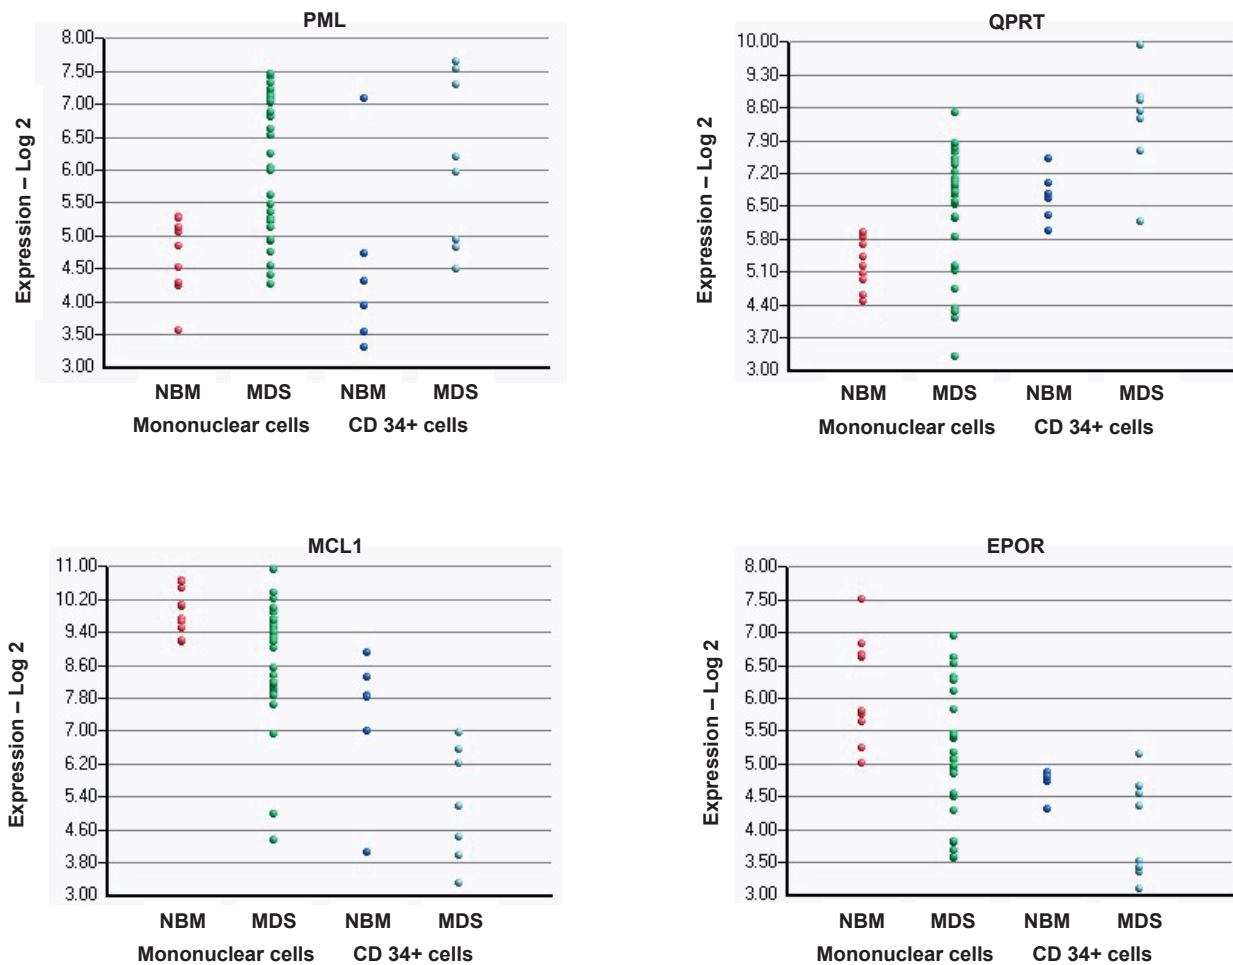 PML
Expression – Log 2
8.00
7.50
7.00
6.50
6.00
5.50
5.00
4.50
4.00
3.50
3.00
NBM MDS NBM MDS
Mononuclear cells CD 34+ cells
QPRT
Expression – Log 2
10.00
9.30
8.60
7.90
7.20
6.50
5.80
5.10
4.40
3.70
3.00
NBM MDS NBM MDS
Mononuclear cells CD 34+ cells
MCL1
Expression – Log 2
11.00
10.20
9.40
8.60
7.80
7.00
6.20
5.40
4.60
3.80
3.00
NBM MDS NBM MDS
Mononuclear cells CD 34+ cells
EPOR
Expression – Log 2
8.00
7.50
7.00
6.50
6.00
5.50
5.00
4.50
4.00
3.50
3.00
NBM MDS NBM MDS
Mononuclear cells CD 34+ cells